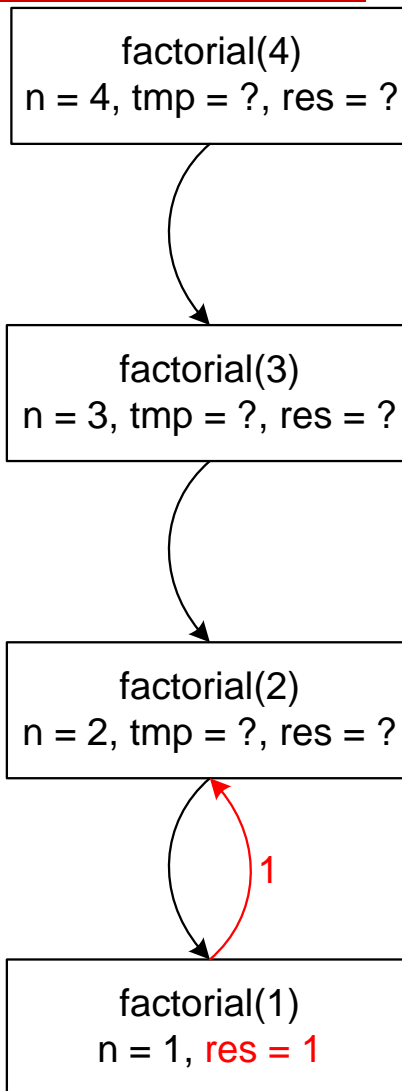 factorial(4)
n = 4, tmp = ?, res = ?
factorial(3)
n = 3, tmp = ?, res = ?
factorial(2)
n = 2, tmp = ?, res = ?
1
factorial(1)
n = 1, res = 1